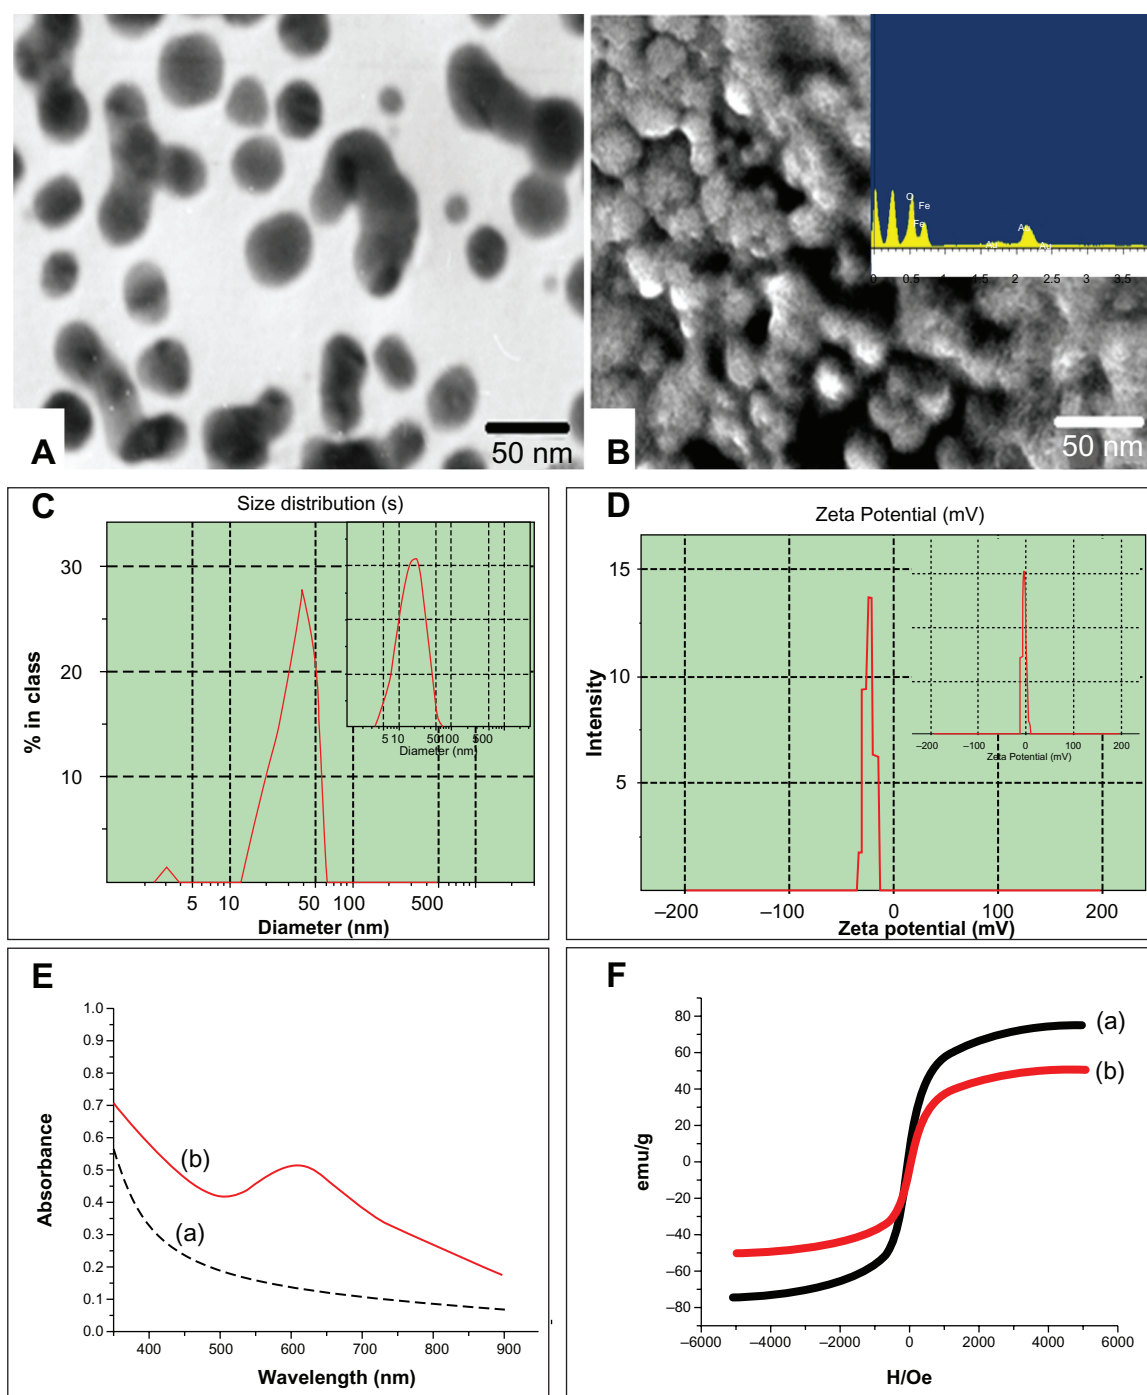 A
50 nm
B
50 nm
O
Fe
Fe
Au
Au
Au
0 0.5 1 1.5 2 2.5 3 3.5
C
Size distribution (s)
% in class
30
20
10
5 10 50 100 500
Diameter (nm)
5 10 50 100 500
Diameter (nm)
D
Zeta Potential (mV)
Intensity
15
10
5
–200 –100 0 100 200
Zeta potential (mV)
–200 –100 0 100 200
Zeta Potential (mV)
E
Absorbance
1.0
0.9
0.8
0.7
0.6
0.5
0.4
0.3
0.2
0.1
0.0
(b)
(a)
400 500 600 700 800 900
Wavelength (nm)
F
emu/g
80
60
40
20
0
–20
–40
–60
–80
(a)
(b)
–6000 –4000 –2000 0 2000 4000 6000
H/Oe